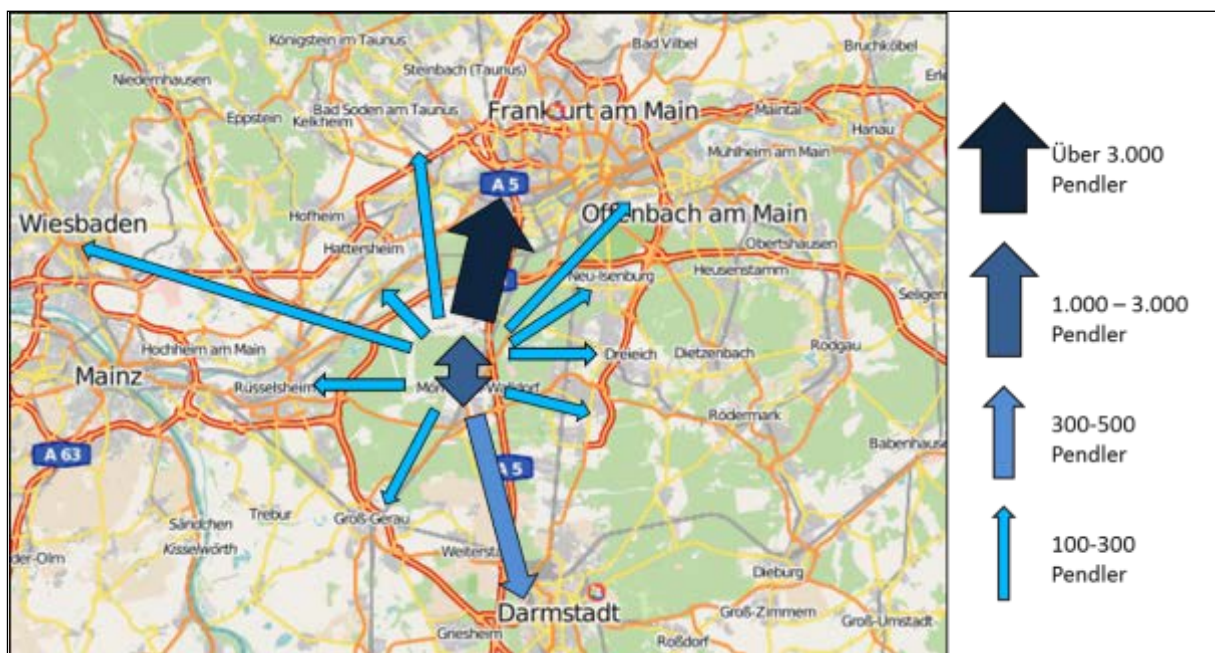 Königstein im Taunus
Bad Vilbel
Bruchköbel
Steinbach (Taunus)
Niedernhausen
Bad Soden am Taunus
Frankfurt am Main
Maintal
Eppstein
Kelkheim
Hanau
Mühlheim am Main
A 5
Hofheim
Offenbach am Main
Wiesbaden
Hattersheim
Obertshausen
Neu-Isenburg
Heusenstamm
Hochheim am Main
Rodgau
Dreieich
Dietzenbach
Mainz
Rüsselsheim
Rödermark
A 63
A 5
Trebur
Groß-Gerau
Sändchen
Kisselwörth
Dieburg
Darmstadt
Groß-Zimmern
Groß-Umstadt
Griesheim
Roßdorf
Über 3.000
Pendler
1.000 – 3.000
Pendler
300-500
Pendler
100-300
Pendler